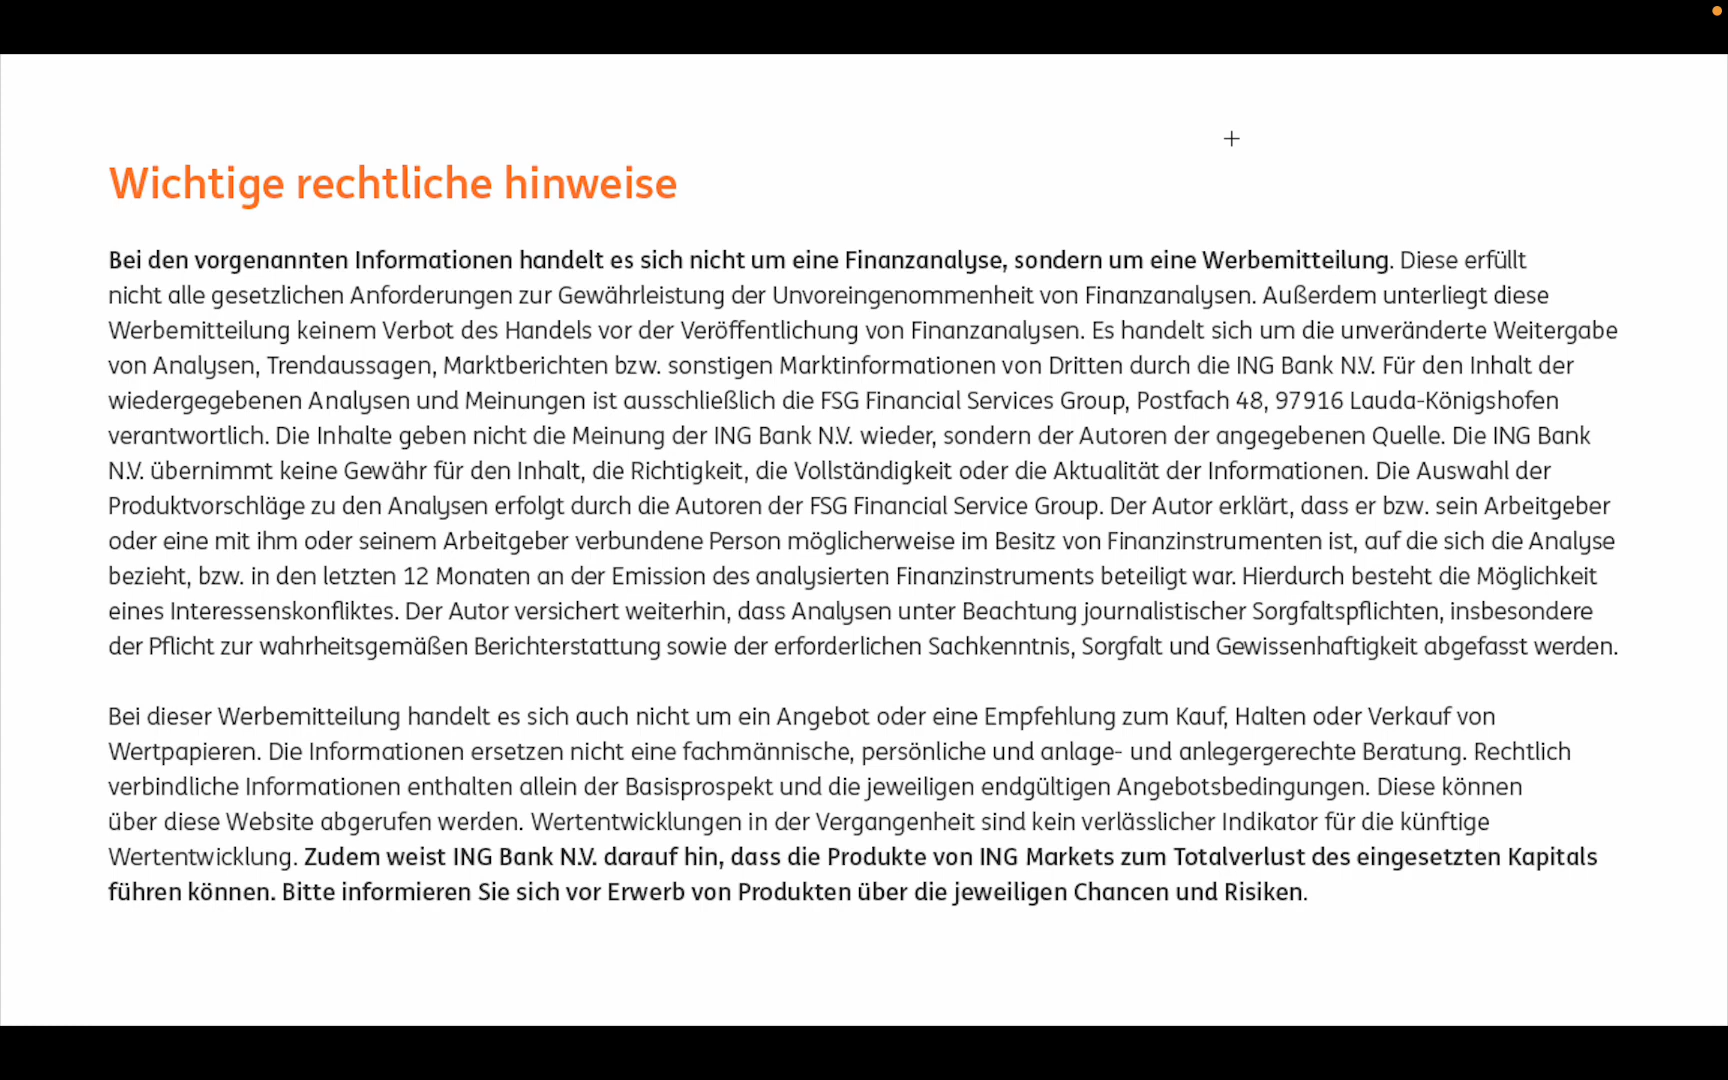 Wichtige rechtliche hinweise
Bei den vorgenannten Informationen handelt es sich nicht um eine Finanzanalyse, sondern um eine Werbemitteilung. Diese erfüllt
nicht alle gesetzlichen Anforderungen zur Gewährleistung der Unvoreingenommenheit von Finanzanalysen. Außerdem unterliegt diese
Werbemitteilung keinem Verbot des Handels vor der Veröffentlichung von Finanzanalysen. Es handelt sich um die unveränderte Weitergabe
von Analysen, Trendaussagen, Marktberichten bzw. sonstigen Marktinformationen von Dritten durch die ING Bank N.V. Für den Inhalt der
wiedergegebenen Analysen und Meinungen ist ausschließlich die FSG Financial Services Group, Postfach 48, 97916 Lauda-Königshofen
verantwortlich. Die Inhalte geben nicht die Meinung der ING Bank N.V. wieder, sondern der Autoren der angegebenen Quelle. Die ING Bank
N.V. übernimmt keine Gewähr für den Inhalt, die Richtigkeit, die Vollständigkeit oder die Aktualität der Informationen. Die Auswahl der
Produktvorschläge zu den Analysen erfolgt durch die Autoren der FSG Financial Service Group. Der Autor erklärt, dass er bzw. sein Arbeitgeber
oder eine mit ihm oder seinem Arbeitgeber verbundene Person möglicherweise im Besitz von Finanzinstrumenten ist, auf die sich die Analyse
bezieht, bzw. in den letzten 12 Monaten an der Emission des analysierten Finanzinstruments beteiligt war. Hierdurch besteht die Möglichkeit
eines Interessenskonfliktes. Der Autor versichert weiterhin, dass Analysen unter Beachtung journalistischer Sorgfaltspflichten, insbesondere
der Pflicht zur wahrheitsgemäßen Berichterstattung sowie der erforderlichen Sachkenntnis, Sorgfalt und Gewissenhaftigkeit abgefasst werden.
Bei dieser Werbemitteilung handelt es sich auch nicht um ein Angebot oder eine Empfehlung zum Kauf, Halten oder Verkauf von
Wertpapieren. Die Informationen ersetzen nicht eine fachmännische, persönliche und anlage- und anlegergerechte Beratung. Rechtlich
verbindliche Informationen enthalten allein der Basisprospekt und die jeweiligen endgültigen Angebotsbedingungen. Diese können
über diese Website abgerufen werden. Wertentwicklungen in der Vergangenheit sind kein verlässlicher Indikator für die künftige
Wertentwicklung. Zudem weist ING Bank N.V. darauf hin, dass die Produkte von ING Markets zum Totalverlust des eingesetzten Kapitals
führen können. Bitte informieren Sie sich vor Erwerb von Produkten über die jeweiligen Chancen und Risiken.